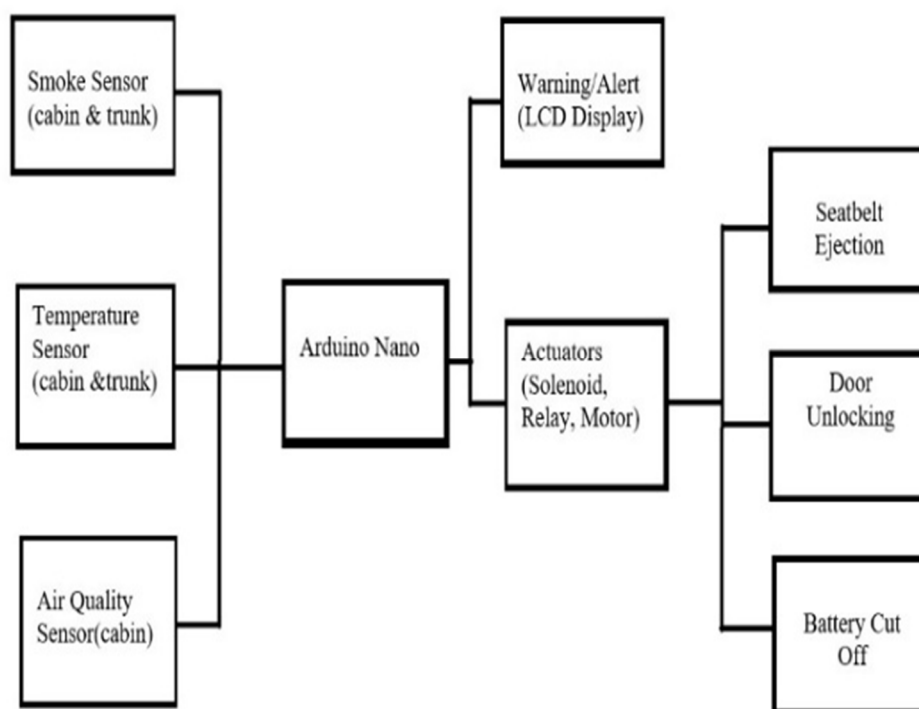 Smoke Sensor
(cabin & trunk)
Temperature
Sensor
(cabin &trunk)
Air Quality
Sensor(cabin)
Arduino Nano
Warning/Alert
(LCD Display)
Actuators
(Solenoid,
Relay, Motor)
Seatbelt
Ejection
Door
Unlocking
Battery Cut
Off